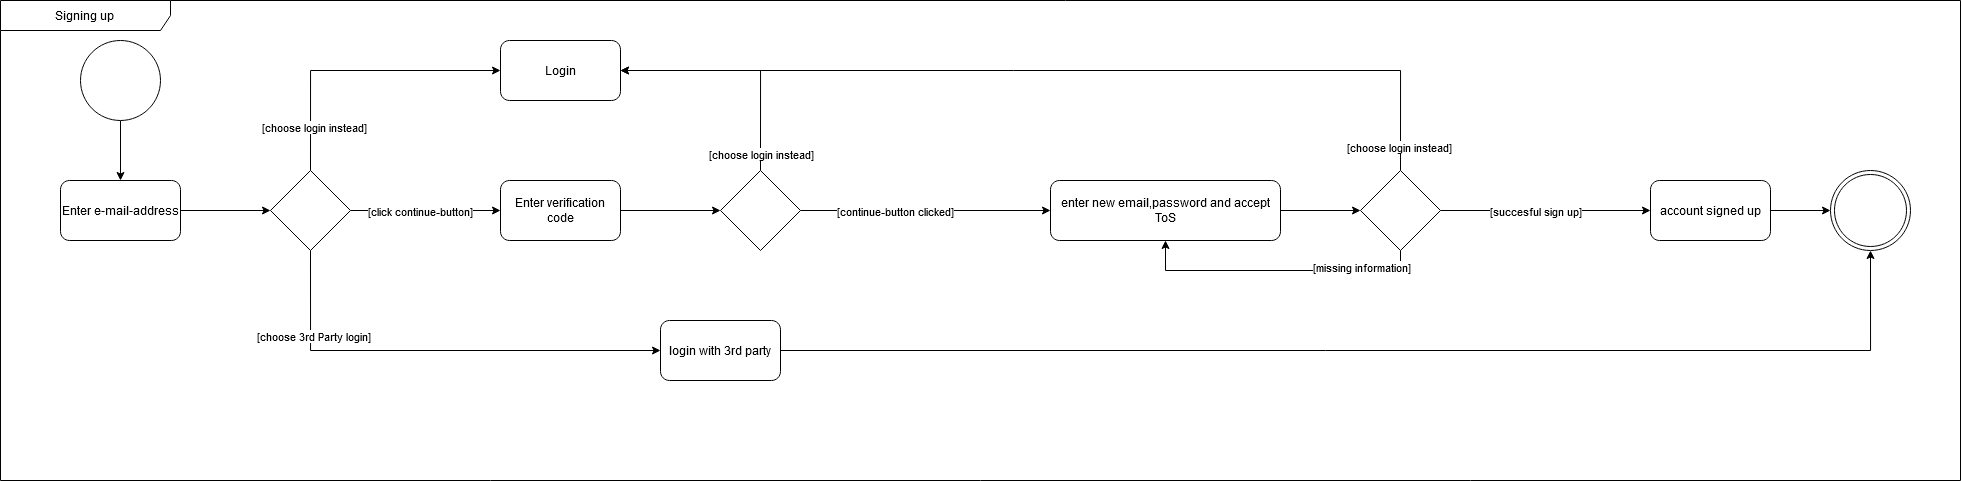 Signing up
Login
[choose login instead]
[choose login instead]
[choose login instead]
Enter e-mail-address
[click continue-button]
Enter verification
code
[continue-button clicked]
enter new email,password and accept
ToS
[succesful sign up]
account signed up
[missing information]
[choose 3rd Party login]
login with 3rd party